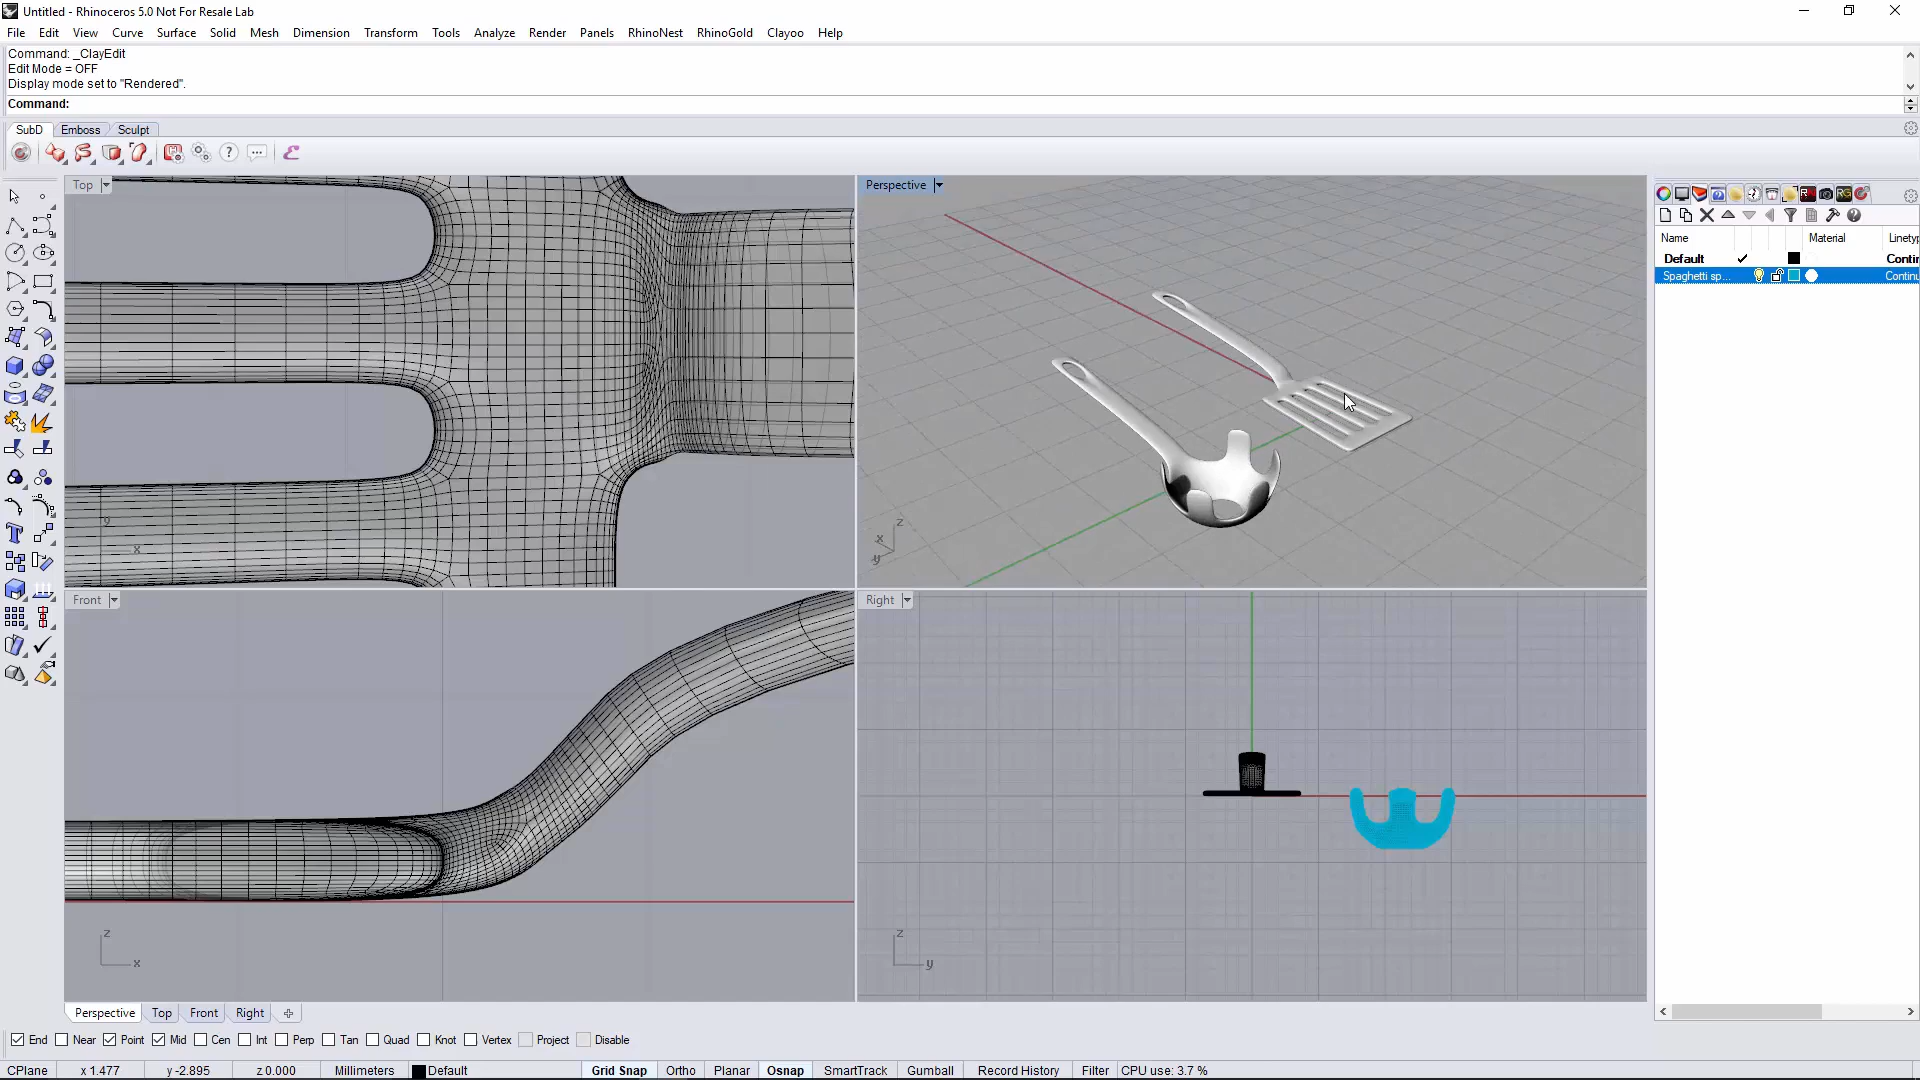 Untitled - Rhinoceros 5.0 Not For Resale Lab
File Edit View Curve Surface Solid Mesh Dimension Transform Tools Analyze Render Panels RhinoNest RhinoGold Clayoo Help
Command: _ClayEdit
Edit Mode = OFF
Display mode set to "Rendered".
Command:
SubD Emboss Sculpt
Top
Perspective
Name Material Linety
Default Contin
Spaghetti sp... Continu
y
x
z
x
y
Front
Right
z
x
z
y
Perspective Top Front Right
End Near Point Mid Cen Int Perp Tan Quad Knot Vertex Project Disable
CPlane x 1.477 y -2.895 z 0.000 Millimeters Default Grid Snap Ortho Planar Osnap SmartTrack Gumball Record History Filter CPU use: 3.7 %